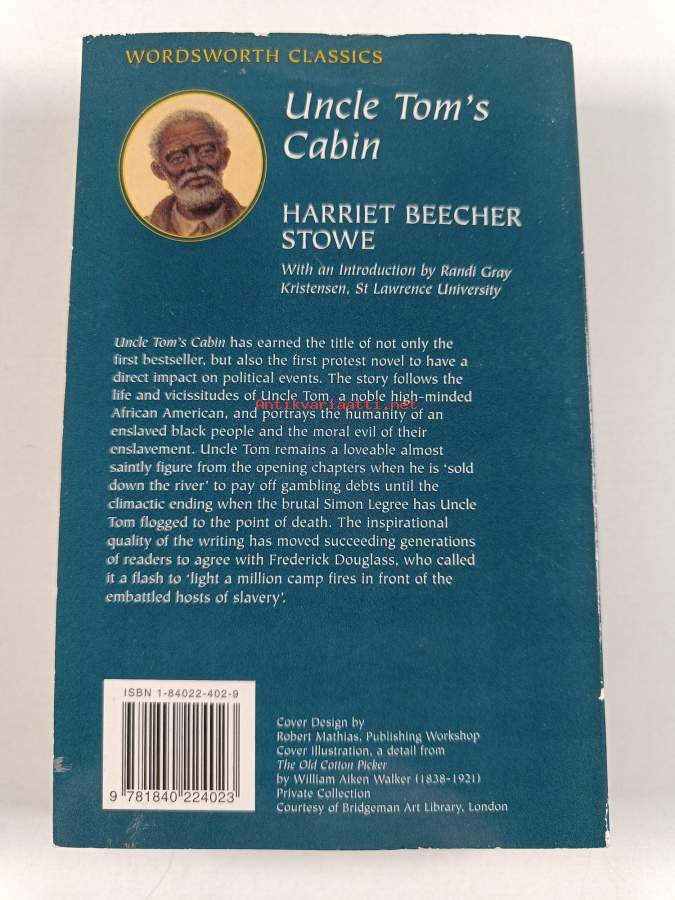 WORDSWORTH CLASSICS
Uncle Tom's
Cabin
HARRIET BEECHER
STOWE
With an Introduction by Randi Gray
Kristensen, St Lawrence University
Uncle Tom's Cabin has earned the title of not only the
first bestseller, but also the first protest novel to have a
direct impact on political events. The story follows the
life and vicissitudes of Uncle Tom, a noble high-minded
Antikvariaatti.net
African American, and portrays the humanity of an
enslaved black people and the moral evil of their
enslavement. Uncle Tom remains a loveable almost
saintly figure from the opening chapters when he is 'sold
down the river' to pay off gambling debts until the
climactic ending when the brutal Simon Legree has Uncle
Tom flogged to the point of death. The inspirational
quality of the writing has moved succeeding generations
of readers to agree with Frederick Douglass, who called
it a flash to 'light a million camp fires in front of the
embattled hosts of slavery'.
ISBN 1-84022-402-9
9 781840 224023
Cover Design by
Robert Mathias, Publishing Workshop
Cover Illustration, a detail from
The Old Cotton Picker
by William Aiken Walker (1838-1921)
Private Collection
Courtesy of Bridgeman Art Library, London